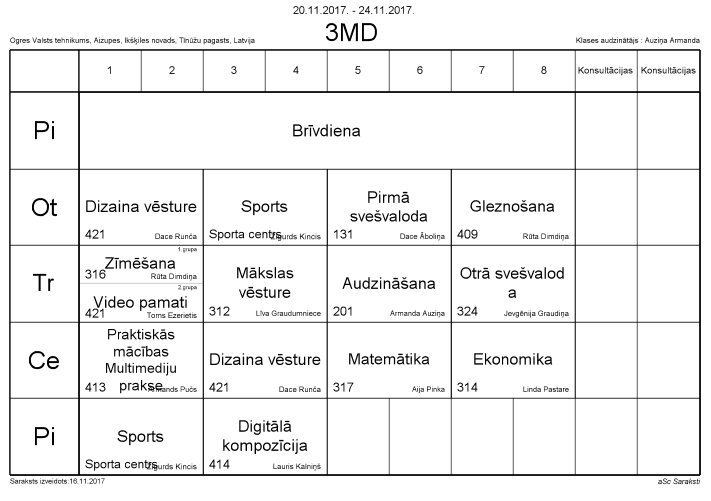 20.11.2017. - 24.11.2017.
3MD
Ogres Valsts tehnikums, Aizupes, Ikšķiles novads, Tīnūžu pagasts, Latvija
Klases audzinātājs : Auziņa Armanda
1 2 3 4 5 6 7 8 Konsultācijas Konsultācijas
Pi
Brīvdiena
Ot
Dizaina vēsture
421 Dace Runča
Sports
Sporta centrs Zigurds Kincis
Pirmā
svešvaloda
131 Dace Āboliņa
Gleznošana
409 Rūta Dimdiņa
Tr
1.grupa
Zīmēšana
316 Rūta Dimdiņa
2.grupa
Video pamati
421 Toms Ezerietis
Mākslas
vēsture
312 Līva Graudumniece
Audzināšana
201 Armanda Auziņa
Otrā svešvalod
a
324 Jevgēnija Graudiņa
Ce
Praktiskās
mācības
Multimediju
prakse
413 Armands Pučs
Dizaina vēsture
421 Dace Runča
Matemātika
317 Aija Pinka
Ekonomika
314 Linda Pastare
Pi
Sports
Sporta centrs Zigurds Kincis
Digitālā
kompozīcija
414 Lauris Kalniņš
Saraksts izveidots:16.11.2017
aSc Saraksti